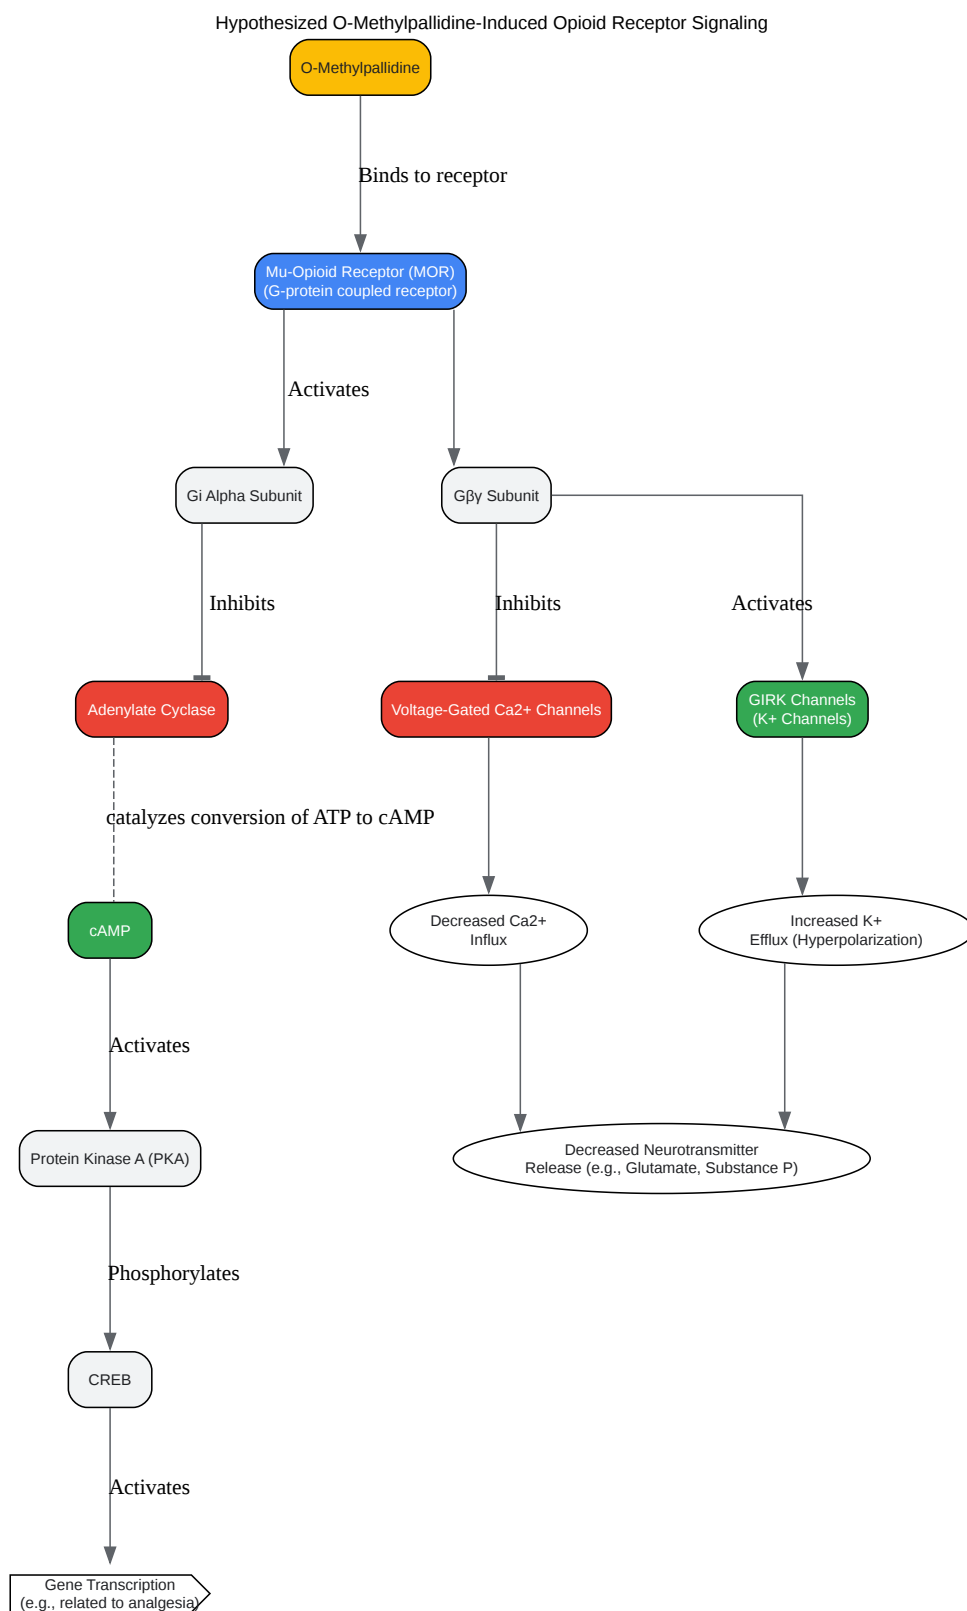 Hypothesized O-Methylpallidine-Induced Opioid Receptor Signaling
O-Methylpallidine
Binds to receptor
Mu-Opioid Receptor (MOR)
(G-protein coupled receptor)
Activates
Gi Alpha Subunit
Gβγ Subunit
Inhibits
Inhibits
Activates
Adenylate Cyclase
Voltage-Gated Ca2+ Channels
GIRK Channels
(K+ Channels)
catalyzes conversion of ATP to cAMP
cAMP
Decreased Ca2+
Influx
Increased K+
Efflux (Hyperpolarization)
Activates
Protein Kinase A (PKA)
Decreased Neurotransmitter
Release (e.g., Glutamate, Substance P)
Phosphorylates
CREB
Activates
Gene Transcription
(e.g., related to analgesia)